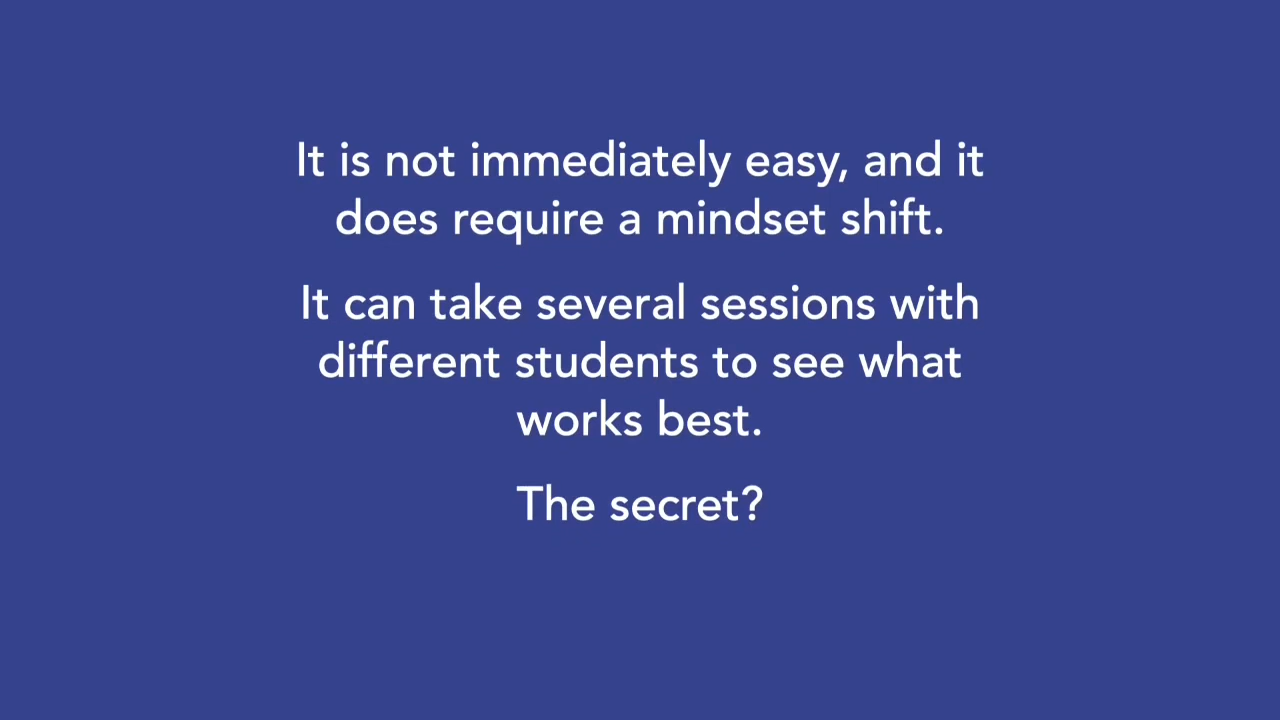 It is not immediately easy, and it
does require a mindset shift.
It can take several sessions with
different students to see what
works best.
The secret?